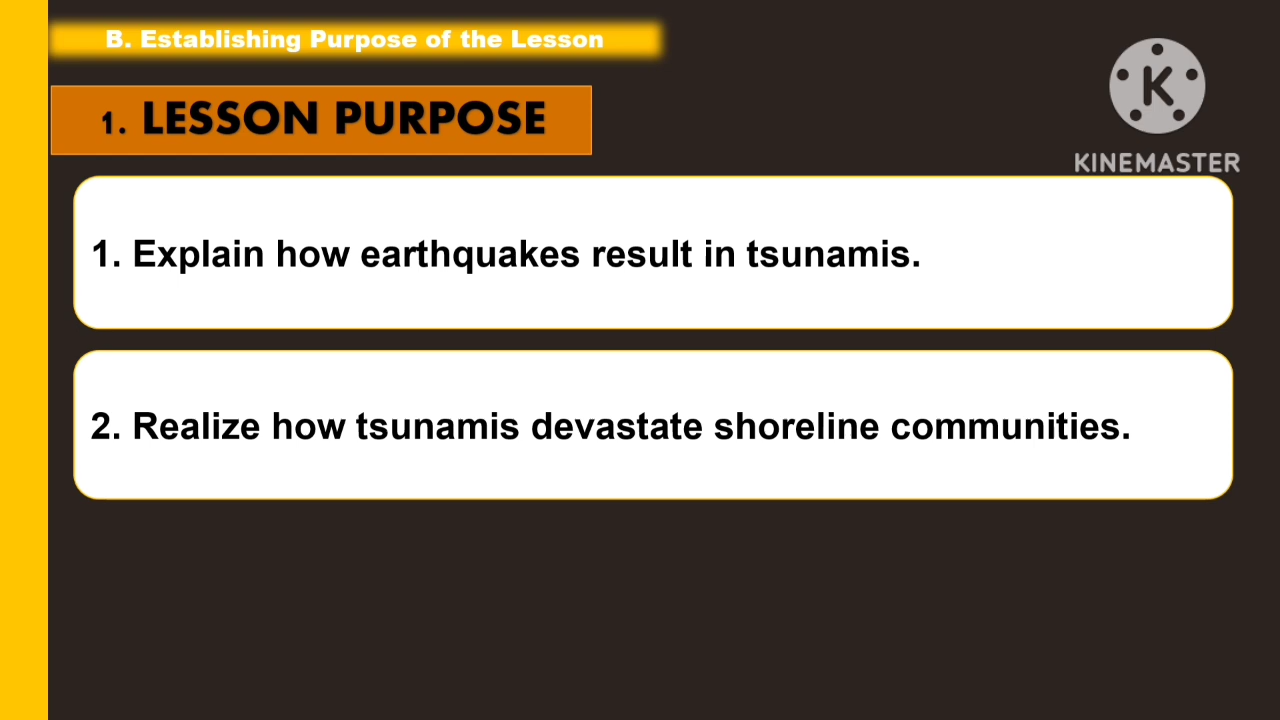 B. Establishing Purpose of the Lesson
1. LESSON PURPOSE
K
KINEMASTER
1. Explain how earthquakes result in tsunamis.
2. Realize how tsunamis devastate shoreline communities.